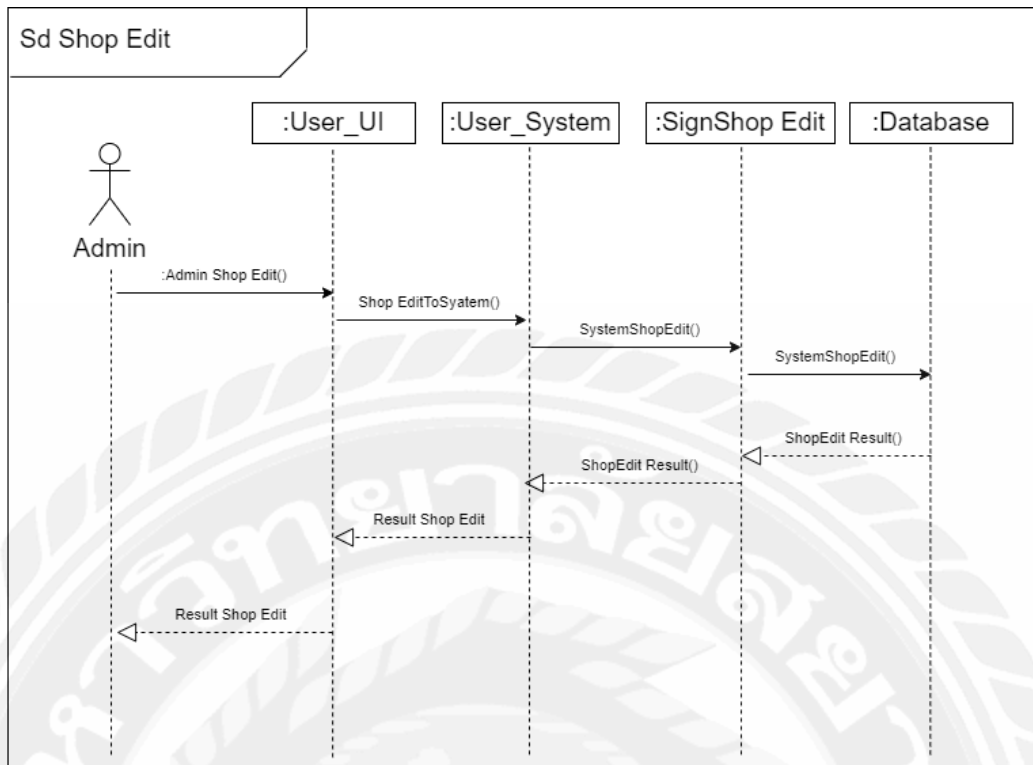 Sd Shop Edit
:User_UI
:User_System
:SignShop Edit
:Database
Admin
:Admin Shop Edit()
Shop EditToSyatem()
SystemShopEdit()
SystemShopEdit()
ShopEdit Result()
ShopEdit Result()
Result Shop Edit
Result Shop Edit